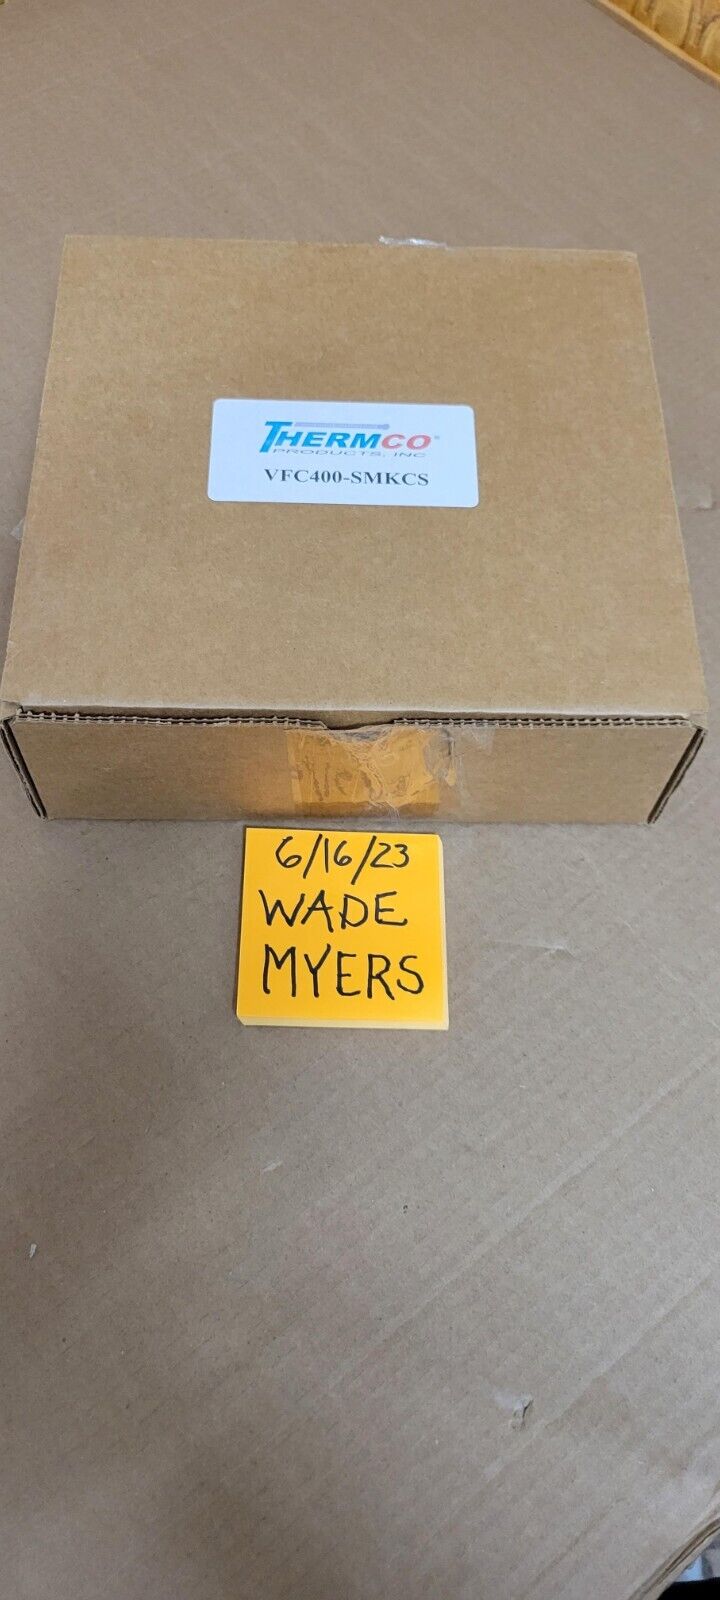 THERMCO®
PRODUCTS, INC
VFC400-SMKCS
6/16/23
WADE
MYERS